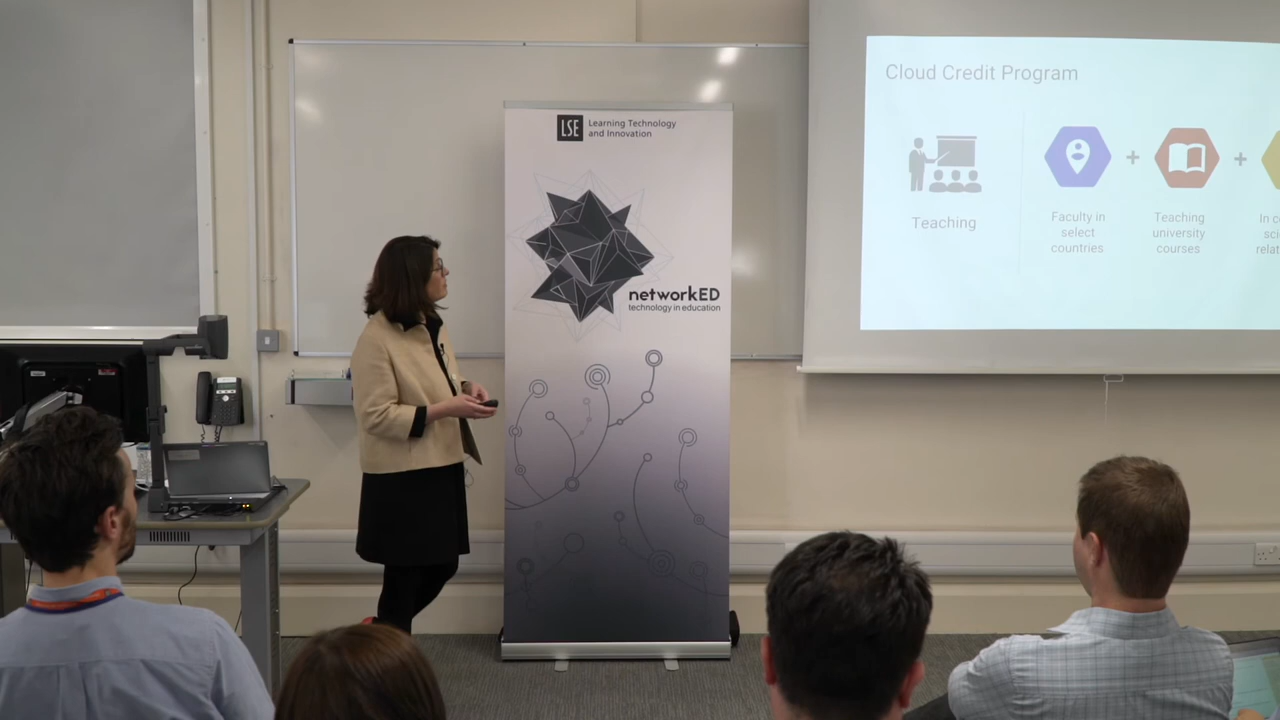 LSE
Learning Technology
and Innovation
networkED
technology in education
Cloud Credit Program
Teaching
+
+
Faculty in
select
countries
Teaching
university
courses